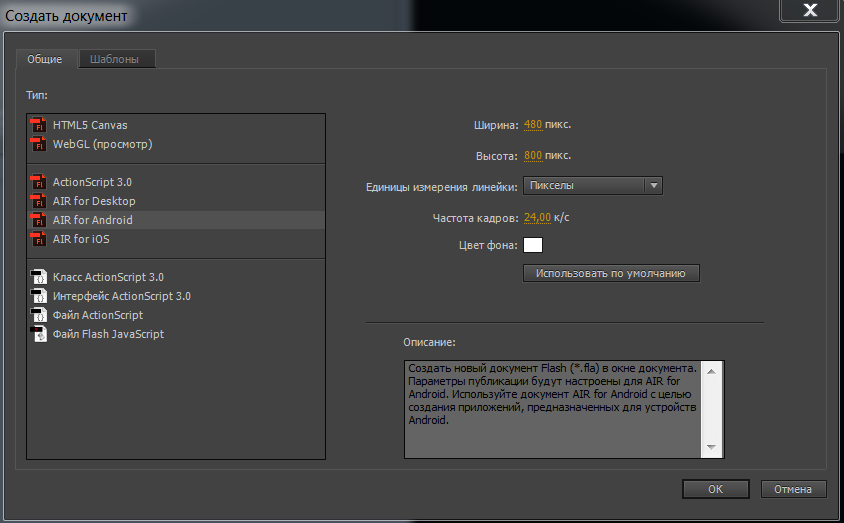 Создать документ
Общие
Шаблоны
Тип:
HTML5 Canvas
WebGL (просмотр)
ActionScript 3.0
AIR for Desktop
AIR for Android
AIR for iOS
Класс ActionScript 3.0
Интерфейс ActionScript 3.0
Файл ActionScript
Файл Flash JavaScript
Ширина: 480 пикс.
Высота: 800 пикс.
Единицы измерения линейки: Пикселы
Частота кадров: 24,00 к/с
Цвет фона:
Использовать по умолчанию
Описание:
Создать новый документ Flash (*.fla) в окне документа.
Параметры публикации будут настроены для AIR for
Android. Используйте документ AIR for Android с целью
создания приложений, предназначенных для устройств
Android.
ОК
Отмена